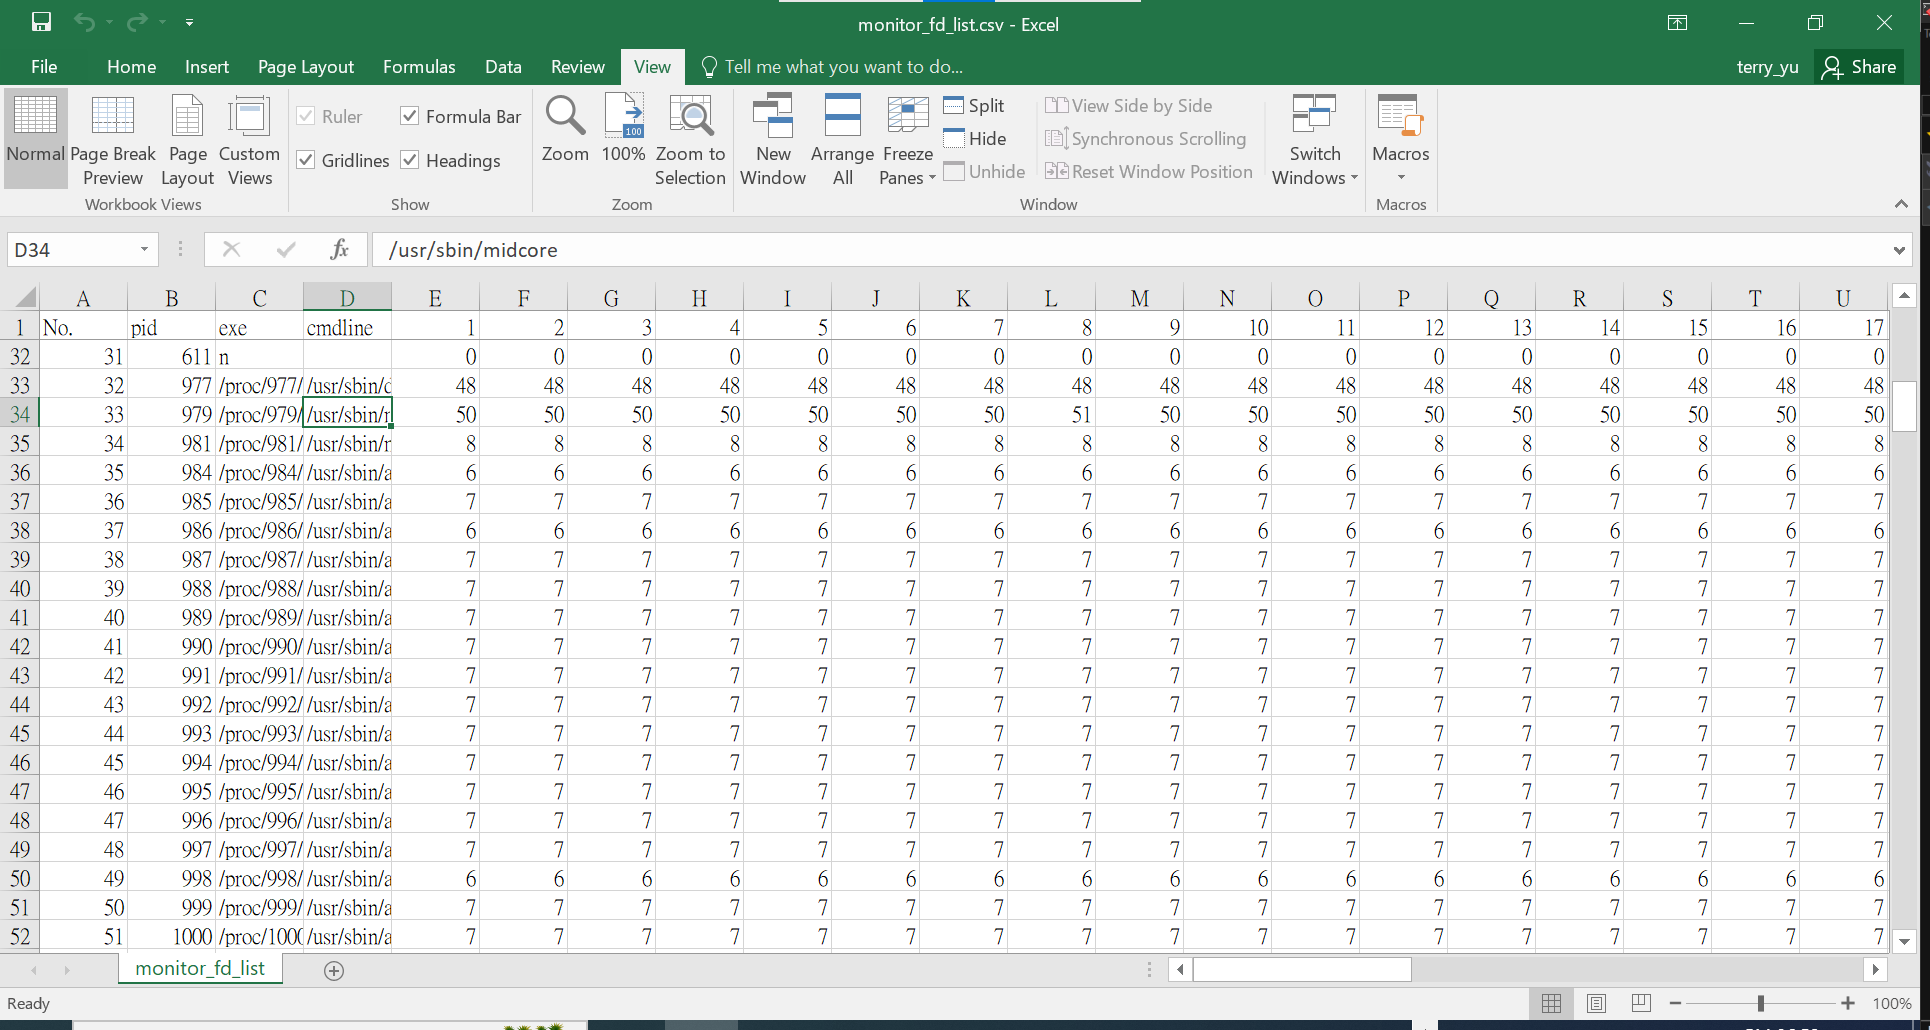 monitor_fd_list.csv - Excel
File Home Insert Page Layout Formulas Data Review View Tell me what you want to do... terry_yu Share
Normal Page Break Preview Page Layout Custom Views
Workbook Views
Ruler Formula Bar
Gridlines Headings
Show
Zoom 100% Zoom to Selection
100
Zoom
New Window Arrange All Freeze Panes
Split View Side by Side
Hide Synchronous Scrolling
Unhide Reset Window Position
Switch Windows
Window
Macros
Macros
D34 fx /usr/sbin/midcore
A B C D E F G H I J K L M N O P Q R S T U
1 No. pid exe cmdline 1 2 3 4 5 6 7 8 9 10 11 12 13 14 15 16 17
32 31 611 n 0 0 0 0 0 0 0 0 0 0 0 0 0 0 0 0 0
33 32 977 /proc/977/ /usr/sbin/c 48 48 48 48 48 48 48 48 48 48 48 48 48 48 48 48 48
34 33 979 /proc/979/ /usr/sbin/r 50 50 50 50 50 50 50 51 50 50 50 50 50 50 50 50 50
35 34 981 /proc/981/ /usr/sbin/r 8 8 8 8 8 8 8 8 8 8 8 8 8 8 8 8 8
36 35 984 /proc/984/ /usr/sbin/a 6 6 6 6 6 6 6 6 6 6 6 6 6 6 6 6 6
37 36 985 /proc/985/ /usr/sbin/a 7 7 7 7 7 7 7 7 7 7 7 7 7 7 7 7 7
38 37 986 /proc/986/ /usr/sbin/a 6 6 6 6 6 6 6 6 6 6 6 6 6 6 6 6 6
39 38 987 /proc/987/ /usr/sbin/a 7 7 7 7 7 7 7 7 7 7 7 7 7 7 7 7 7
40 39 988 /proc/988/ /usr/sbin/a 7 7 7 7 7 7 7 7 7 7 7 7 7 7 7 7 7
41 40 989 /proc/989/ /usr/sbin/a 7 7 7 7 7 7 7 7 7 7 7 7 7 7 7 7 7
42 41 990 /proc/990/ /usr/sbin/a 7 7 7 7 7 7 7 7 7 7 7 7 7 7 7 7 7
43 42 991 /proc/991/ /usr/sbin/a 7 7 7 7 7 7 7 7 7 7 7 7 7 7 7 7 7
44 43 992 /proc/992/ /usr/sbin/a 7 7 7 7 7 7 7 7 7 7 7 7 7 7 7 7 7
45 44 993 /proc/993/ /usr/sbin/a 7 7 7 7 7 7 7 7 7 7 7 7 7 7 7 7 7
46 45 994 /proc/994/ /usr/sbin/a 7 7 7 7 7 7 7 7 7 7 7 7 7 7 7 7 7
47 46 995 /proc/995/ /usr/sbin/a 7 7 7 7 7 7 7 7 7 7 7 7 7 7 7 7 7
48 47 996 /proc/996/ /usr/sbin/a 7 7 7 7 7 7 7 7 7 7 7 7 7 7 7 7 7
49 48 997 /proc/997/ /usr/sbin/a 7 7 7 7 7 7 7 7 7 7 7 7 7 7 7 7 7
50 49 998 /proc/998/ /usr/sbin/a 6 6 6 6 6 6 6 6 6 6 6 6 6 6 6 6 6
51 50 999 /proc/999/ /usr/sbin/a 7 7 7 7 7 7 7 7 7 7 7 7 7 7 7 7 7
52 51 1000 /proc/1000 /usr/sbin/a 7 7 7 7 7 7 7 7 7 7 7 7 7 7 7 7 7
monitor_fd_list
Ready 100%